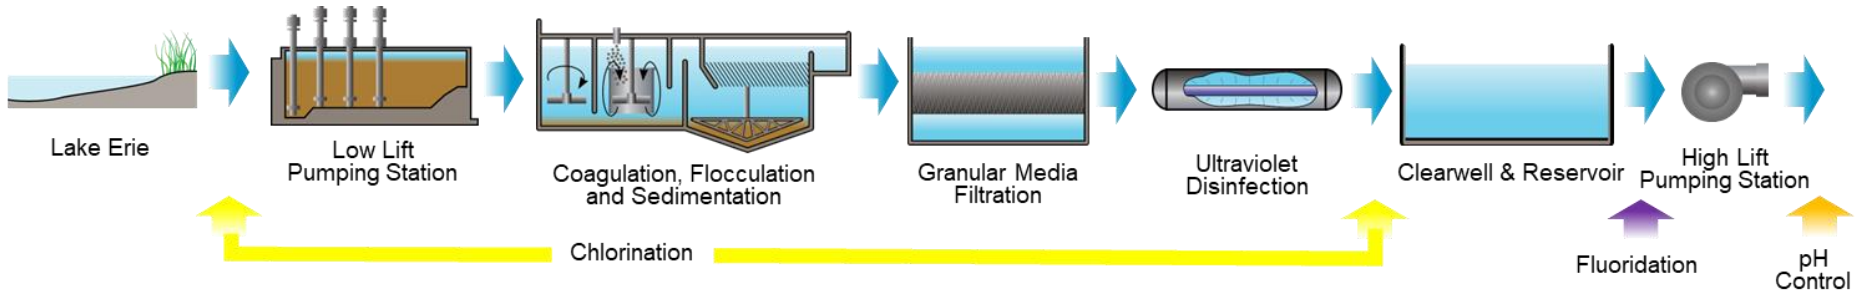 Lake Erie
Low Lift
Pumping Station
Coagulation, Flocculation
and Sedimentation
Granular Media
Filtration
Ultraviolet
Disinfection
Clearwell & Reservoir
High Lift
Pumping Station
Chlorination
Fluoridation
pH
Control